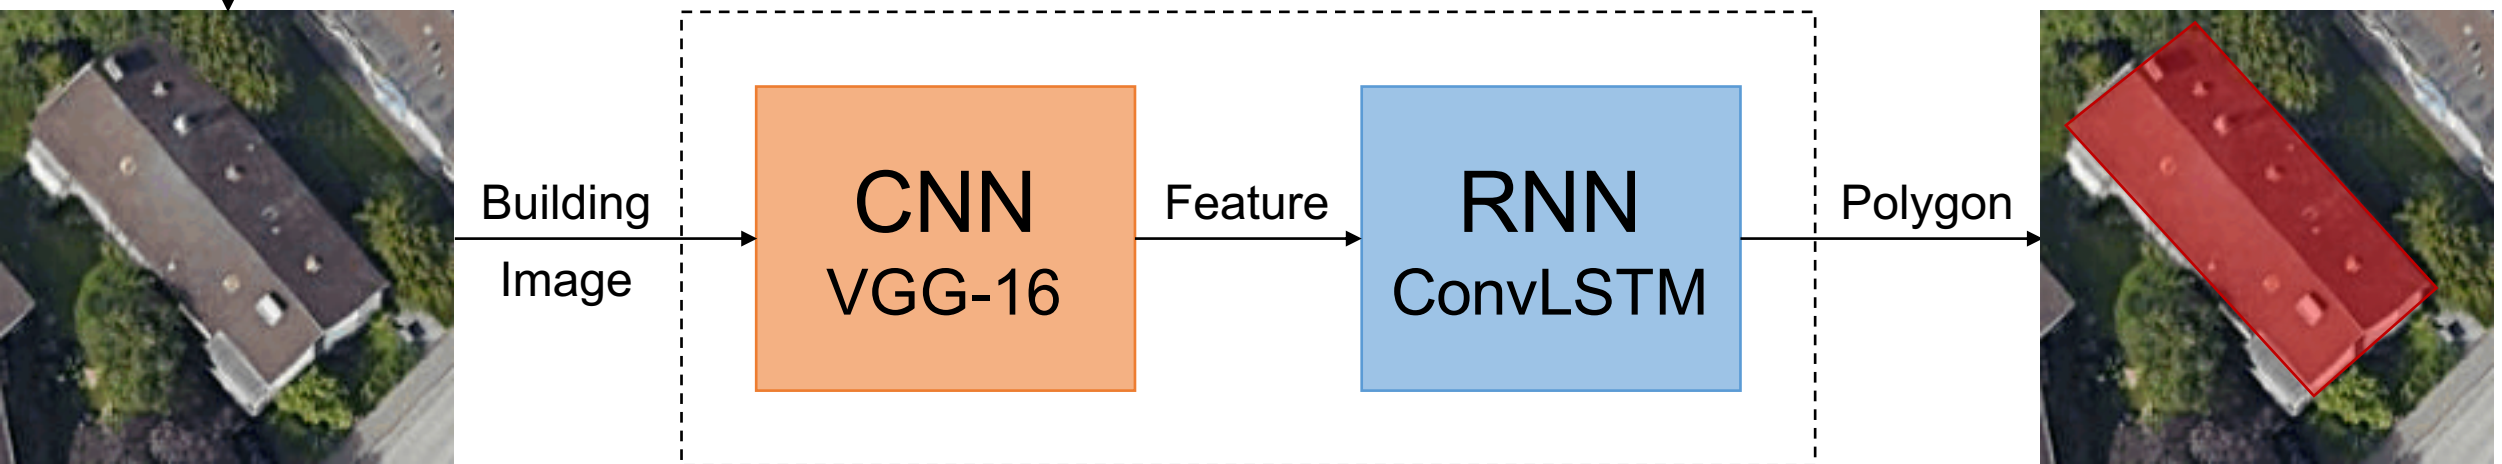 Building
Image
CNN
VGG-16
Feature
RNN
ConvLSTM
Polygon